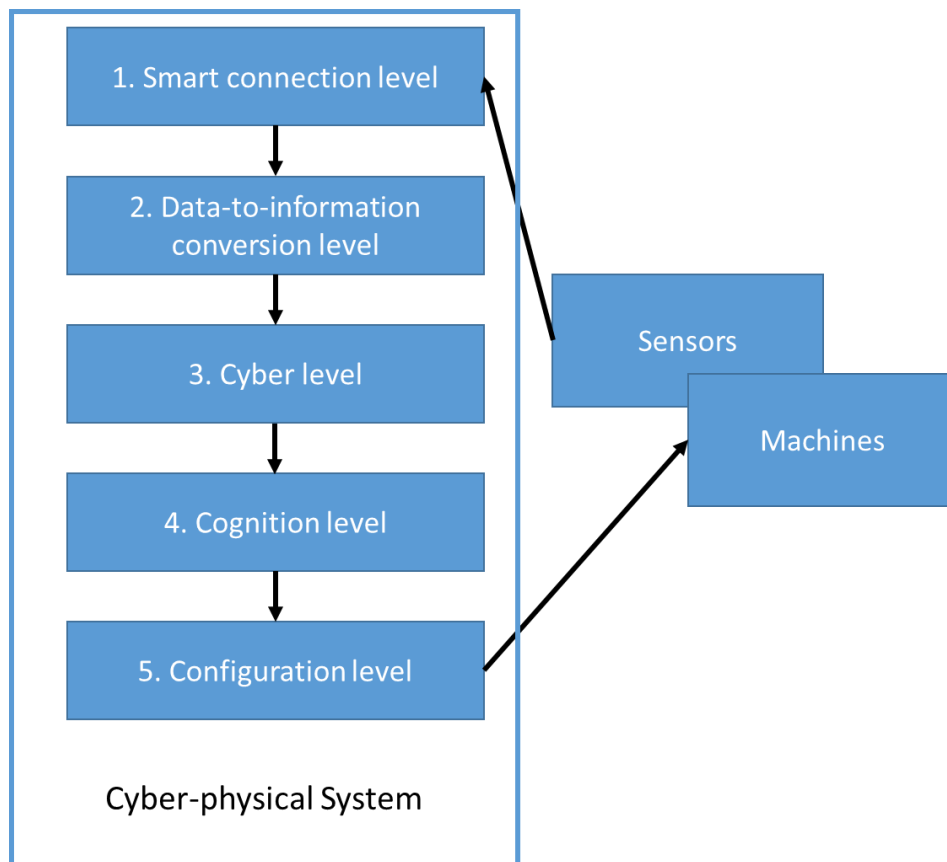 1. Smart connection level
2. Data-to-information
conversion level
3. Cyber level
4. Cognition level
5. Configuration level
Cyber-physical System
Sensors
Machines